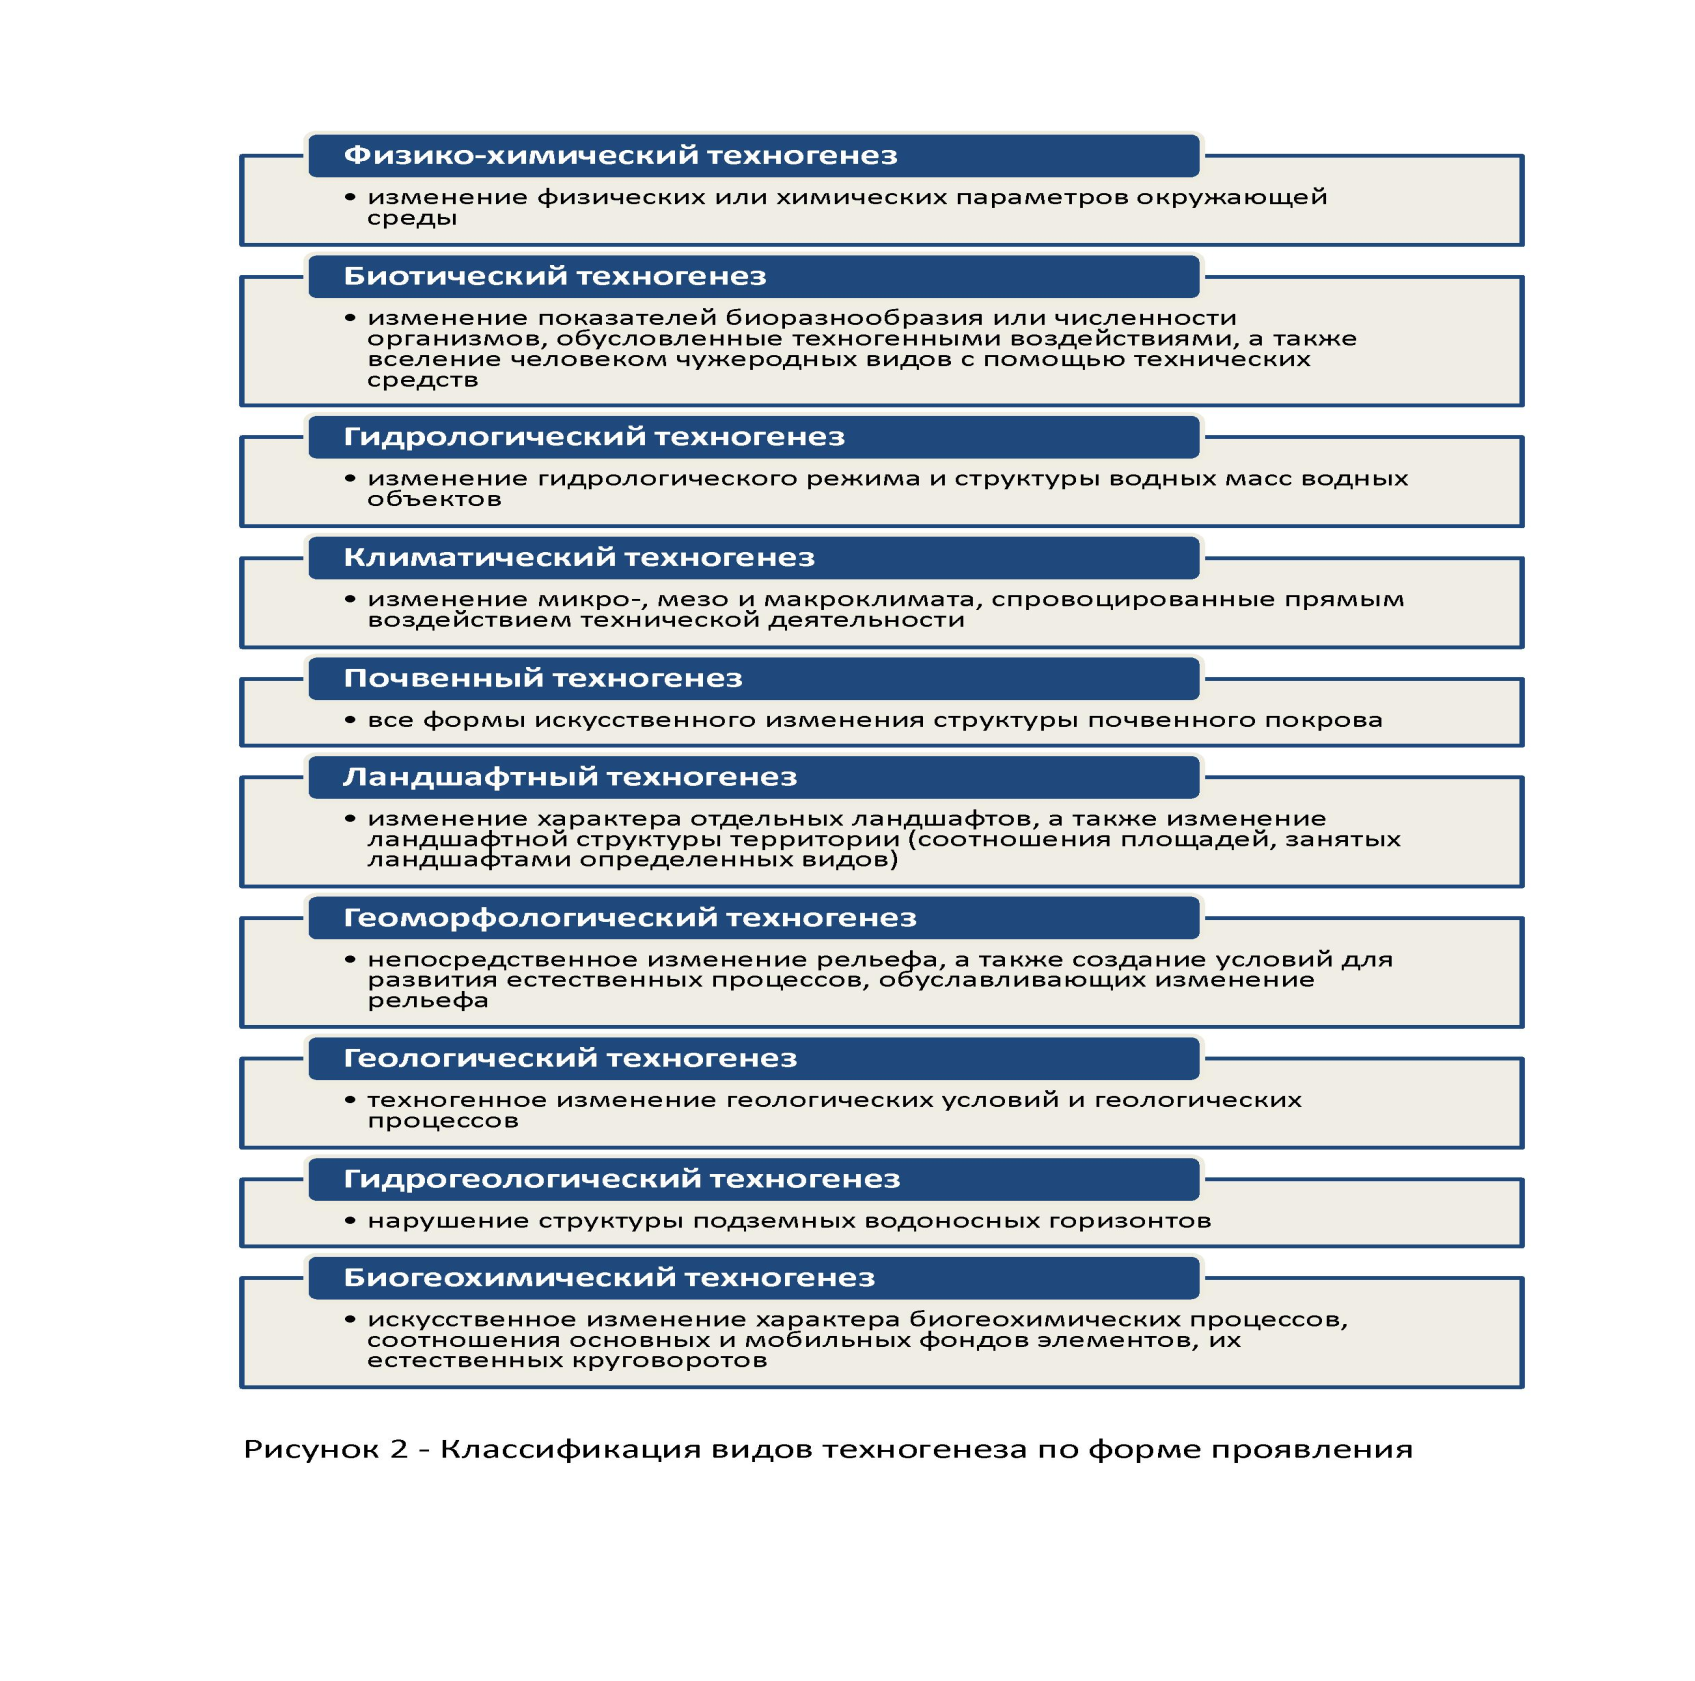 Физико-химический техногенез
• изменение физических или химических параметров окружающей
среды
Биотический техногенез
• изменение показателей биоразнообразия или численности
организмов, обусловленные техногенными воздействиями, а также
вселение человеком чужеродных видов с помощью технических
средств
Гидрологический техногенез
• изменение гидрологического режима и структуры водных масс водных
объектов
Климатический техногенез
• изменение микро-, мезо и макроклимата, спровоцированные прямым
воздействием технической деятельности
Почвенный техногенез
• все формы искусственного изменения структуры почвенного покрова
Ландшафтный техногенез
• изменение характера отдельных ландшафтов, а также изменение
ландшафтной структуры территории (соотношения площадей, занятых
ландшафтами определенных видов)
Геоморфологический техногенез
• непосредственное изменение рельефа, а также создание условий для
развития естественных процессов, обуславливающих изменение
рельефа
Геологический техногенез
• техногенное изменение геологических условий и геологических
процессов
Гидрогеологический техногенез
• нарушение структуры подземных водоносных горизонтов
Биогеохимический техногенез
• искусственное изменение характера биогеохимических процессов,
соотношения основных и мобильных фондов элементов, их
естественных круговоротов
Рисунок 2 - Классификация видов техногенеза по форме проявления